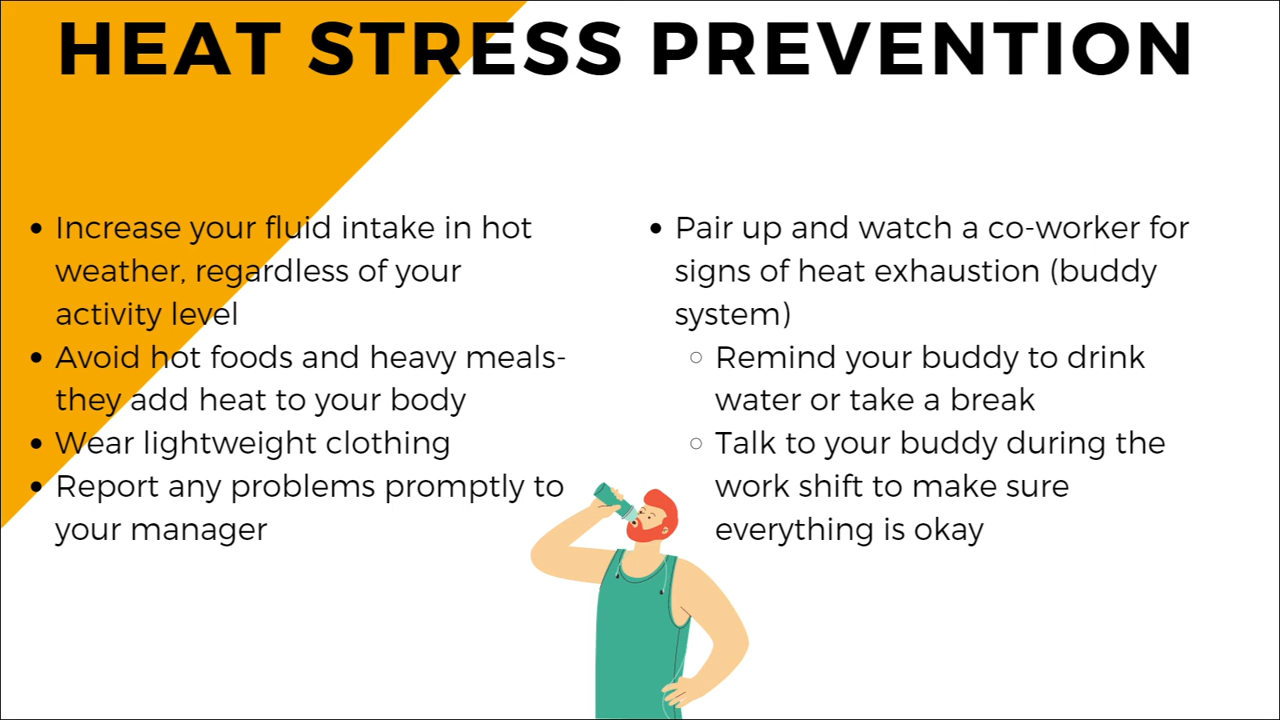 HEAT STRESS PREVENTION
• Increase your fluid intake in hot
weather, regardless of your
activity level
• Avoid hot foods and heavy meals-
they add heat to your body
• Wear lightweight clothing
• Report any problems promptly to
your manager
• Pair up and watch a co-worker for
signs of heat exhaustion (buddy
system)
○ Remind your buddy to drink
water or take a break
○ Talk to your buddy during the
work shift to make sure
everything is okay